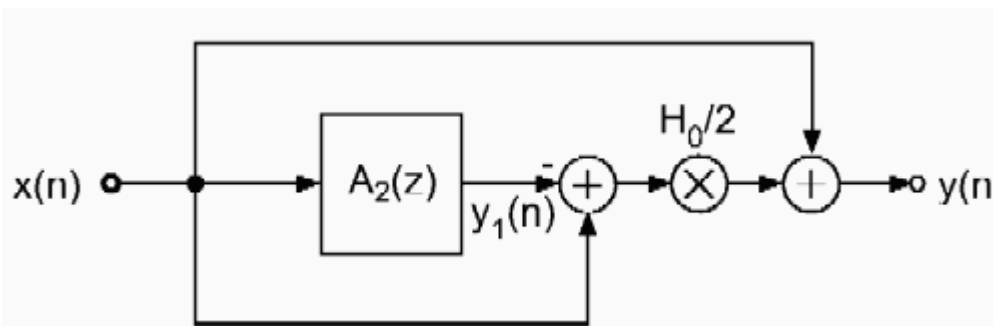 H₀/2
x(n)
A₂(z)
-
+
×
+
y(n
y₁(n)